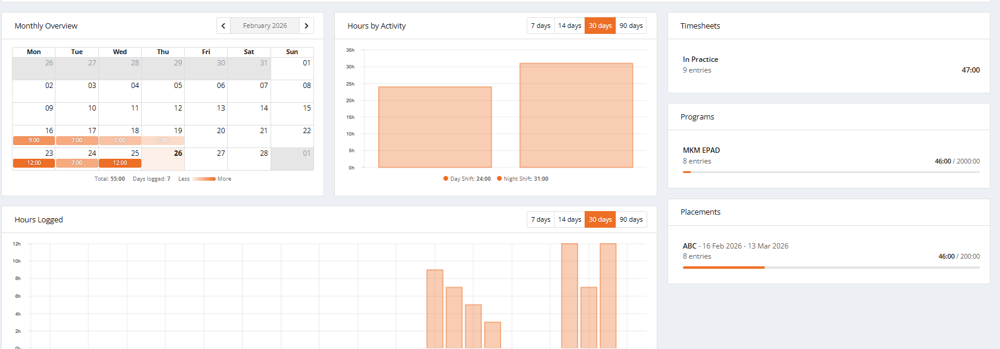 Monthly Overview
February 2026
Mon Tue Wed Thu Fri Sat Sun
26 27 28 29 30 31 01
02 03 04 05 06 07 08
09 10 11 12 13 14 15
16 17 18 19 20 21 22
9:00 7:00 5:00 3:00
23 24 25 26 27 28 01
12:00 7:00 12:00
Total: 55:00 Days logged: 7 Less More
Hours by Activity
7 days 14 days 30 days 90 days
35h
30h
25h
20h
15h
10h
5h
0h
Day Shift: 24:00 Night Shift: 31:00
Timesheets
In Practice
9 entries 47:00
Programs
MKM EPAD
8 entries 46:00 / 2000:00
Placements
ABC - 16 Feb 2026 - 13 Mar 2026
8 entries 46:00 / 200:00
Hours Logged
7 days 14 days 30 days 90 days
12h
10h
8h
6h
4h
2h
0h